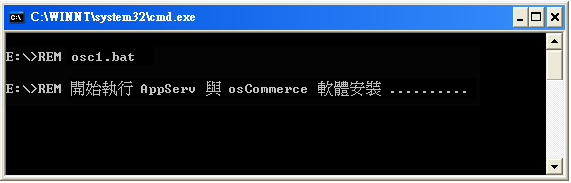 C:\WINNT\system32\cmd.exe
E:\>REM osc1.bat
E:\>REM 開始執行 AppServ 與 osCommerce 軟體安裝 ..........